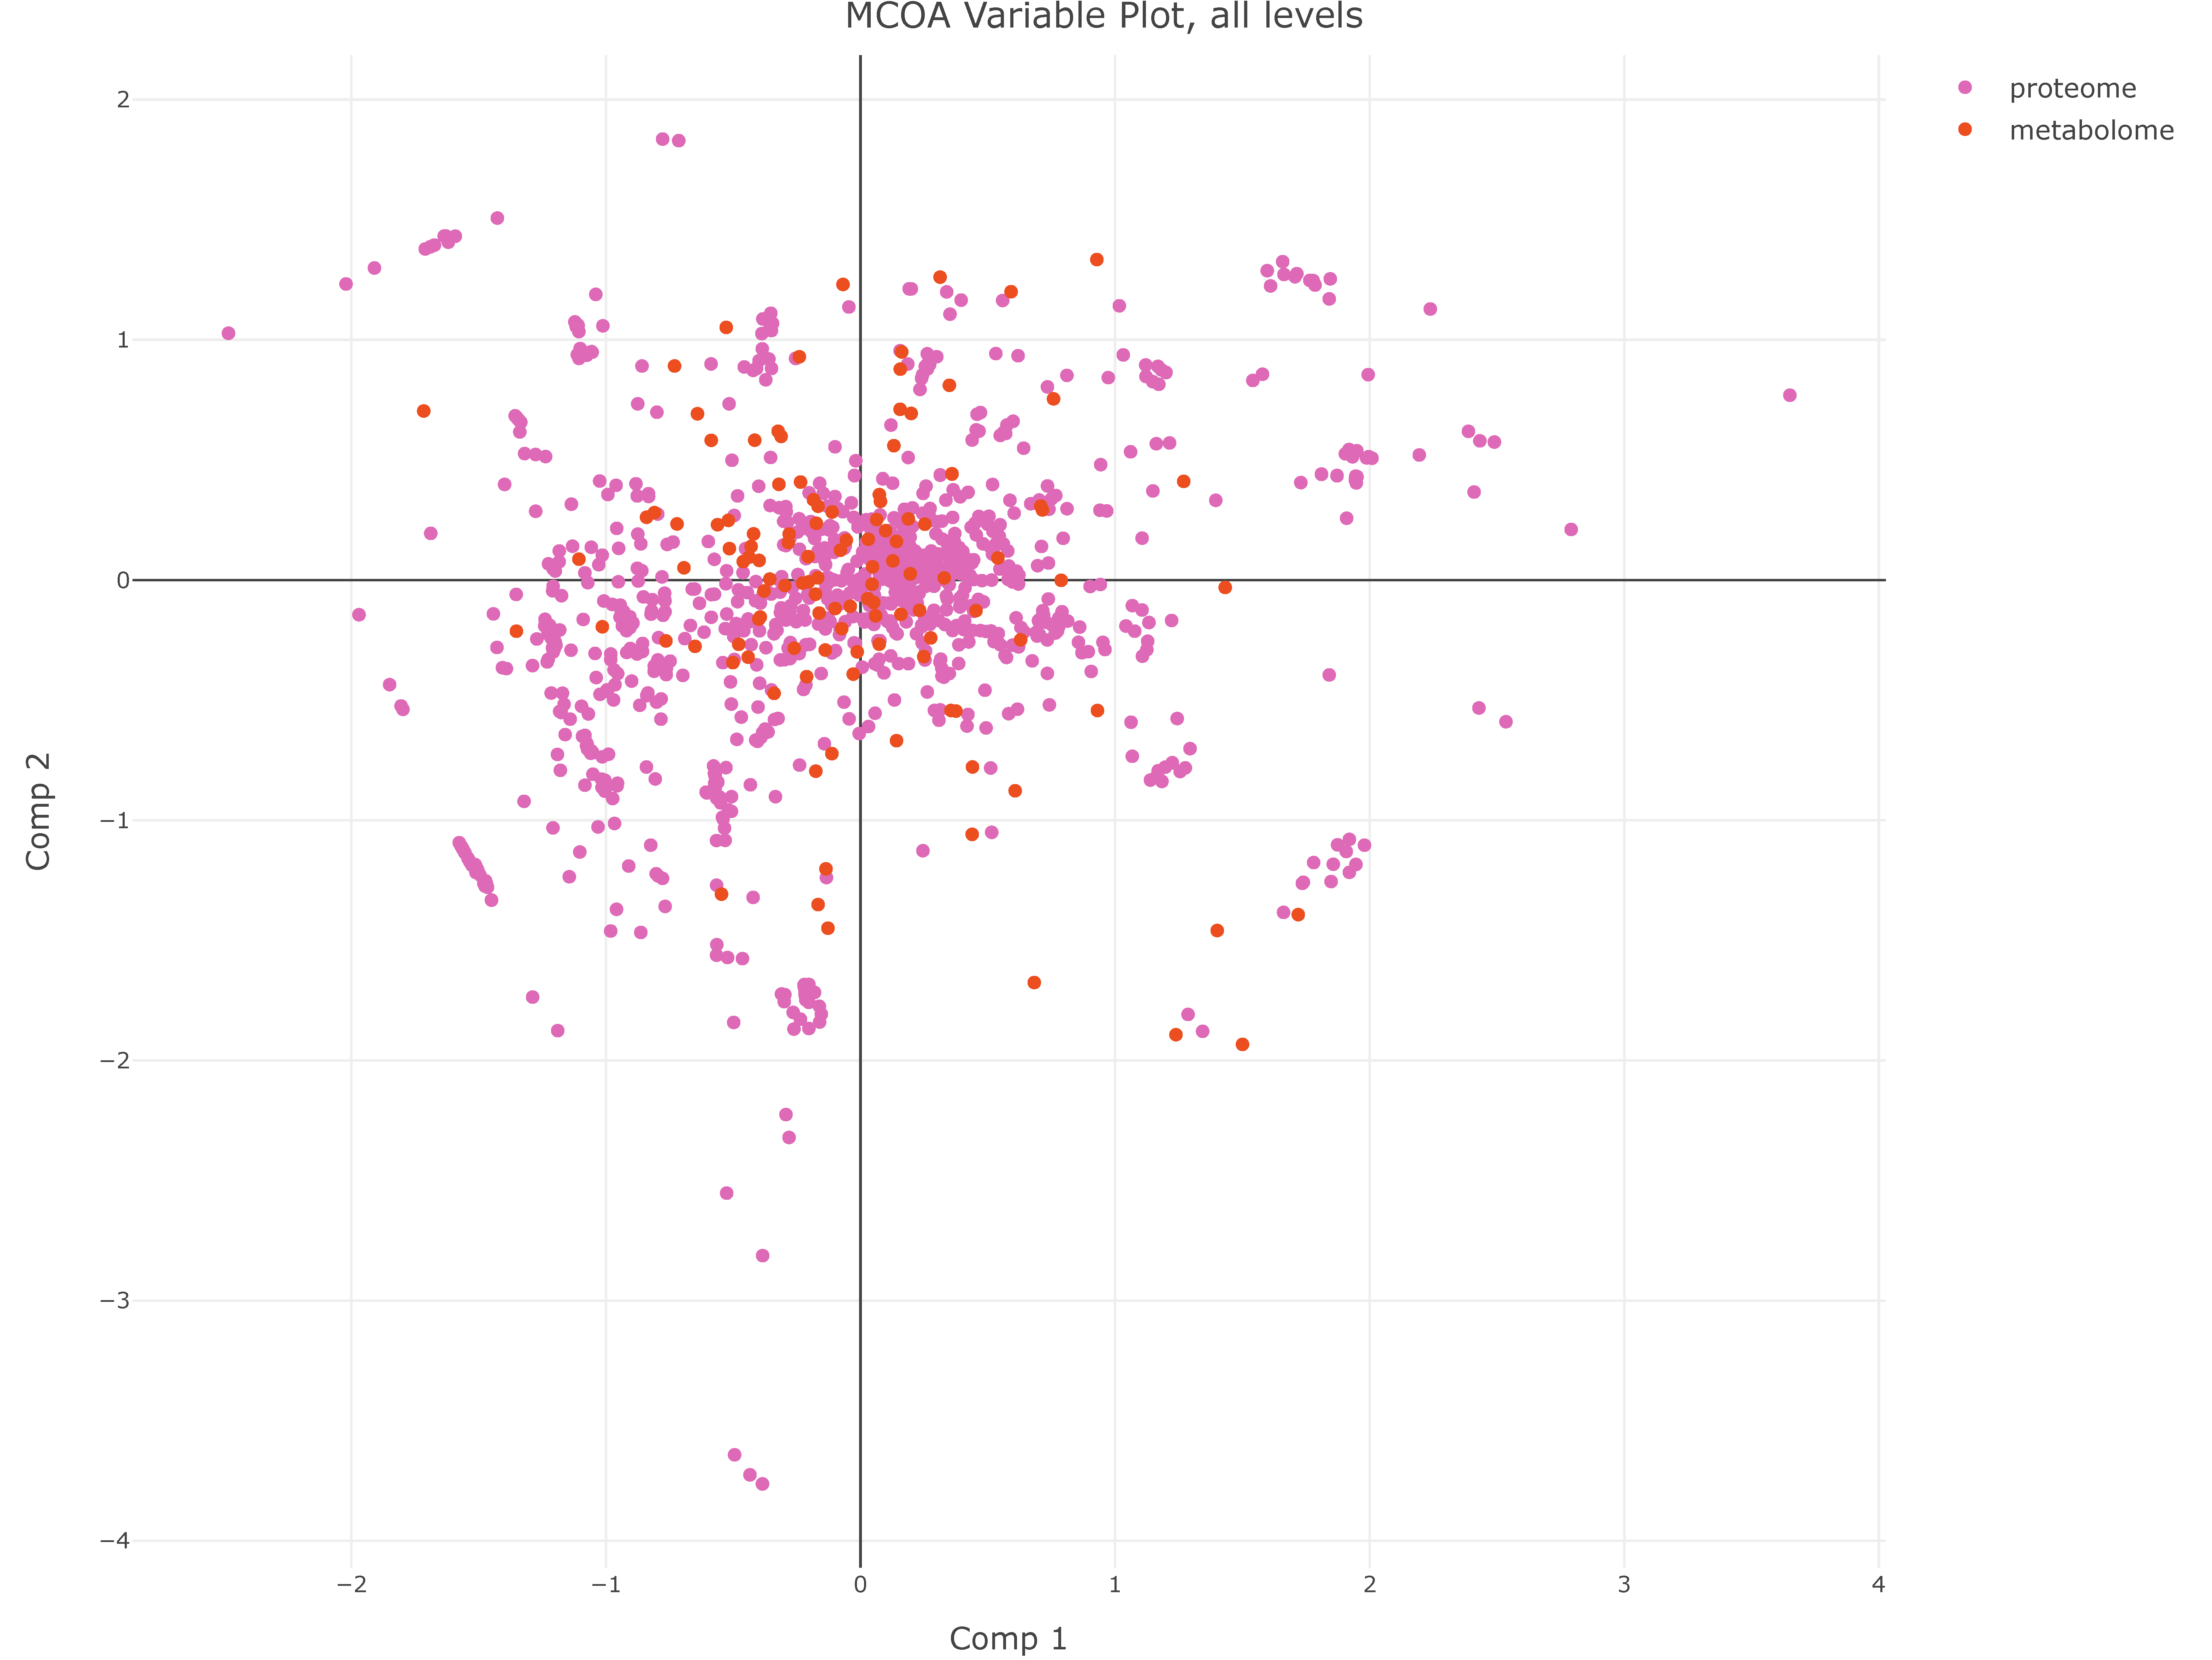 MCOA Variable Plot, all levels
proteome
metabolome
2
1
0
−1
−2
−3
−4
Comp 2
−2 −1 0 1 2 3 4
Comp 1